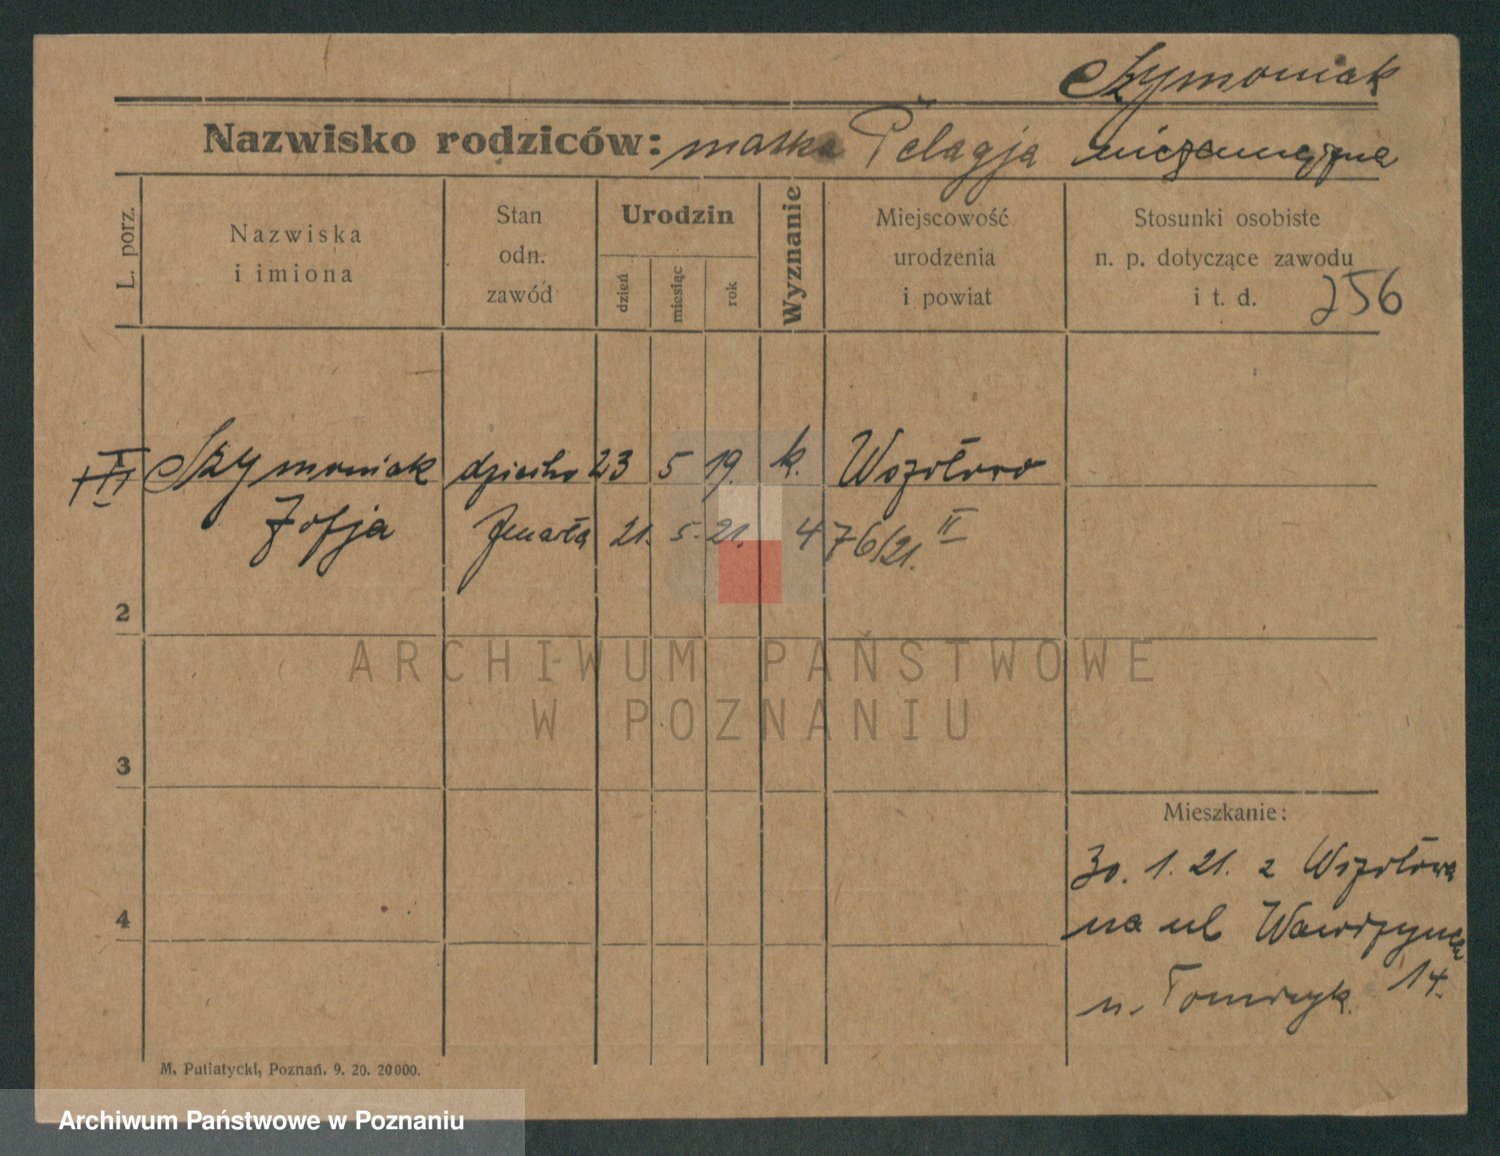 Szymoniak
Nazwisko rodziców: matka Pelagja niezamężna
L. porz.
Nazwiska
i imiona
Stan
odn.
zawód
Urodzin
dzień
miesiąc
rok
Wyznanie
Miejscowość
urodzenia
i powiat
Stosunki osobiste
n. p. dotyczące zawodu
i t. d.
256
Szymoniak dziecko 23 5 19. k.
Zofja zmarła 21. 5. 21. 476/21. II
2
3
4
ARCHIWUM PAŃSTWOWE
W POZNANIU
Mieszkanie:
30. 1. 21. z
na ul Wawrzyńca
14.
M. Putiatycki, Poznań. 9. 20. 20000.
Archiwum Państwowe w Poznaniu